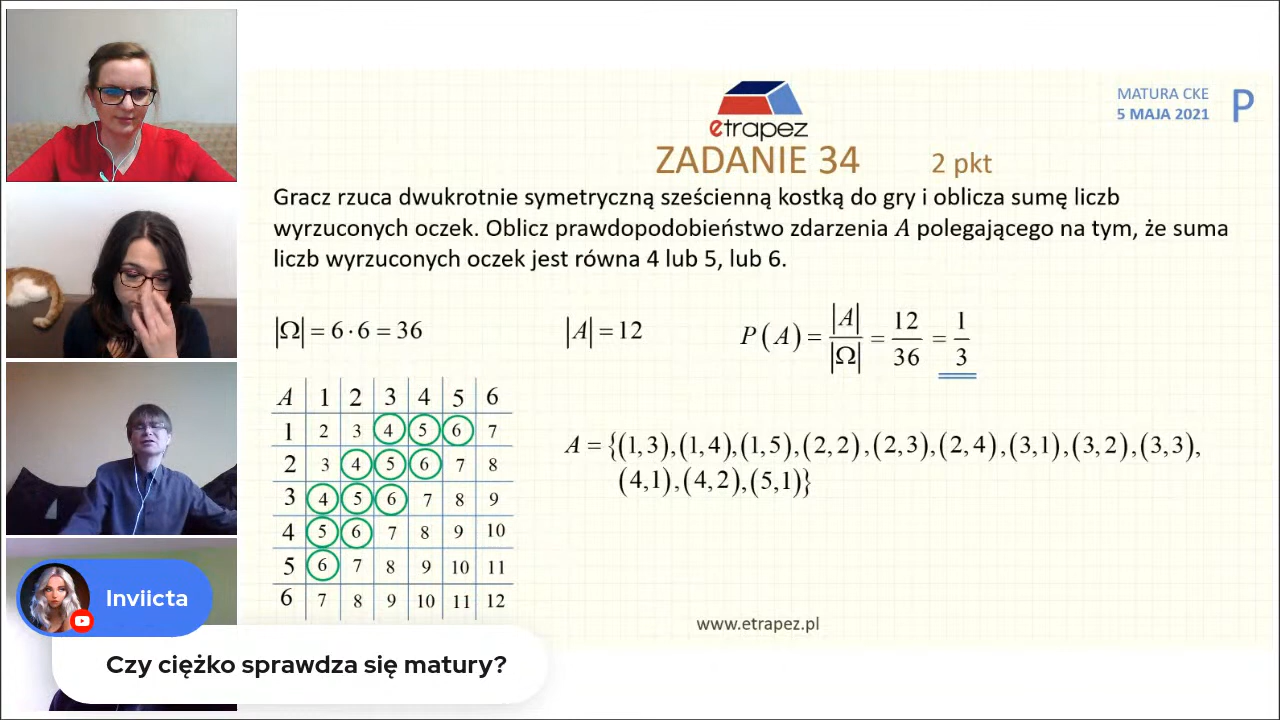 etrapez
MATURA CKE
5 MAJA 2021
P
ZADANIE 34 2 pkt
Gracz rzuca dwukrotnie symetryczną sześcienną kostką do gry i oblicza sumę liczb
wyrzuconych oczek. Oblicz prawdopodobieństwo zdarzenia A polegającego na tym, że suma
liczb wyrzuconych oczek jest równa 4 lub 5, lub 6.
|Ω| = 6·6 = 36 |A| = 12 P(A) = |A|/|Ω| = 12/36 = 1/3
A 1 2 3 4 5 6
1 2 3 4 5 6 7
2 3 4 5 6 7 8
3 4 5 6 7 8 9
4 5 6 7 8 9 10
5 6 7 8 9 10 11
6 7 8 9 10 11 12
A = {(1,3),(1,4),(1,5),(2,2),(2,3),(2,4),(3,1),(3,2),(3,3),
(4,1),(4,2),(5,1)}
www.etrapez.pl
Inviicta
Czy ciężko sprawdza się matury?